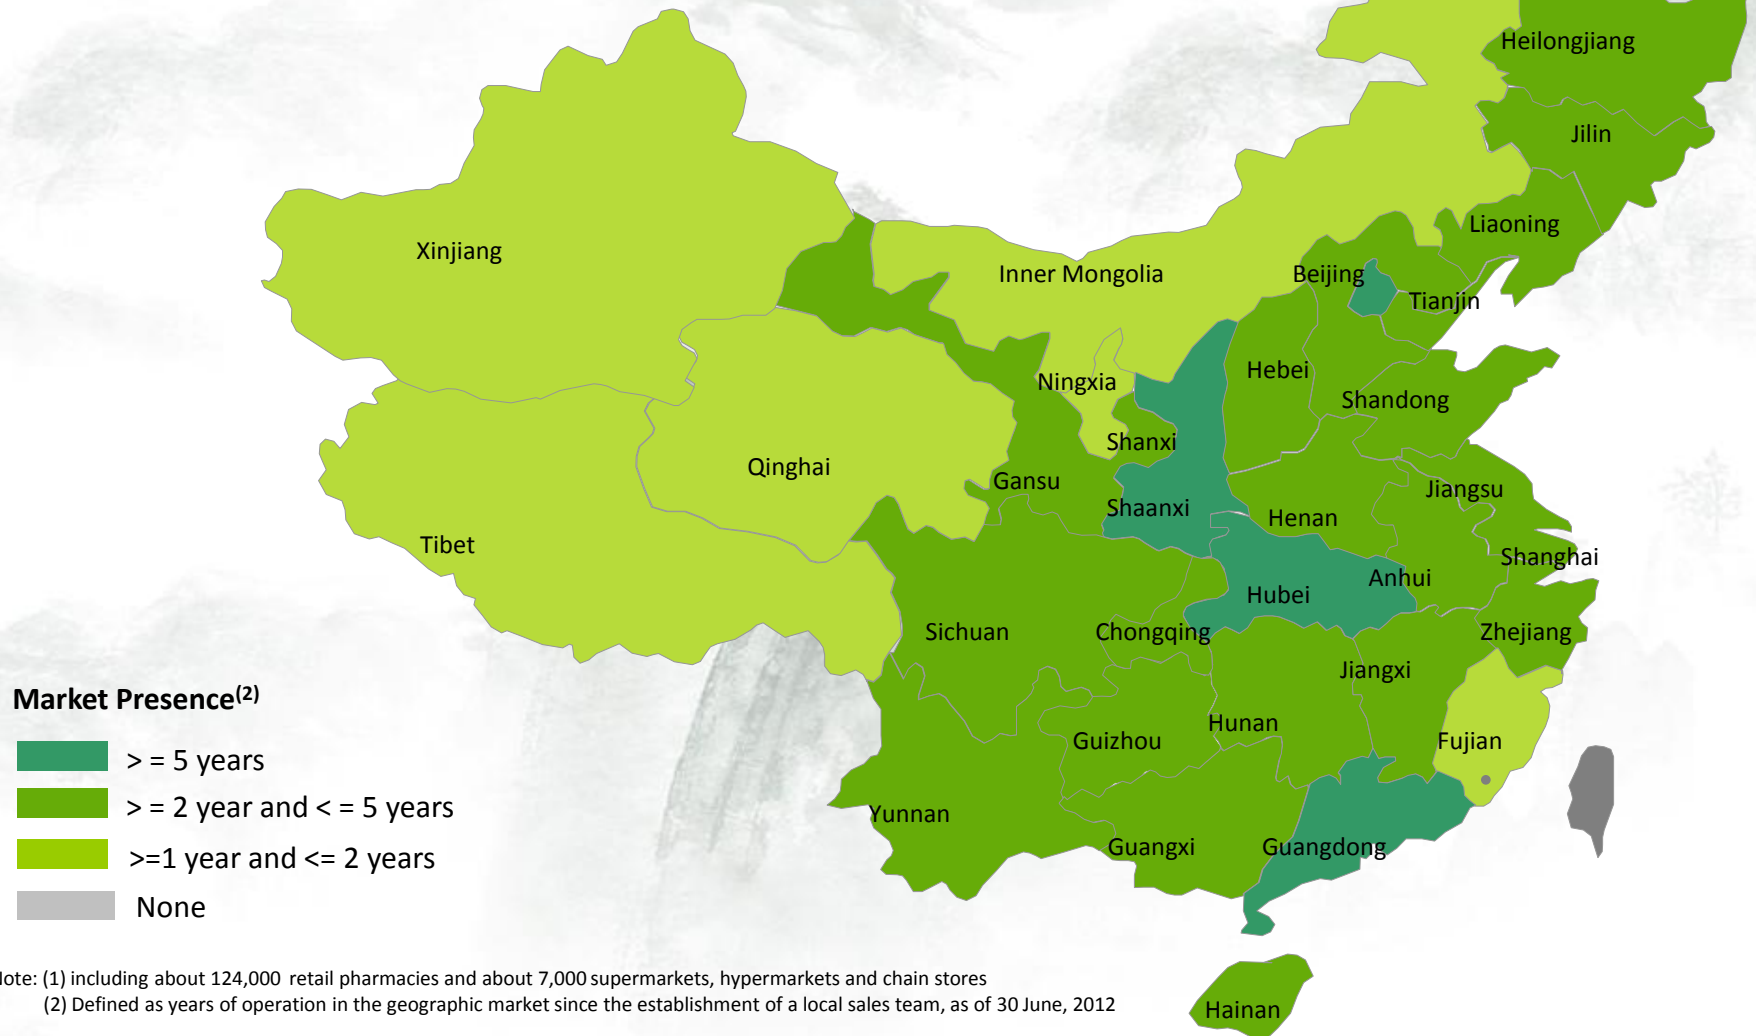 Heilongjiang
Jilin
Liaoning
Xinjiang
Inner Mongolia
Beijing
Tianjin
Hebei
Ningxia
Shandong
Shanxi
Qinghai
Gansu
Jiangsu
Shaanxi
Henan
Tibet
Shanghai
Anhui
Hubei
Sichuan
Chongqing
Zhejiang
Jiangxi
Market Presence(2)
Hunan
Guizhou
Fujian
> = 5 years
> = 2 year and < = 5 years
Yunnan
Guangxi
Guangdong
>=1 year and <= 2 years
None
Note: (1) including about 124,000 retail pharmacies and about 7,000 supermarkets, hypermarkets and chain stores
(2) Defined as years of operation in the geographic market since the establishment of a local sales team, as of 30 June, 2012
Hainan